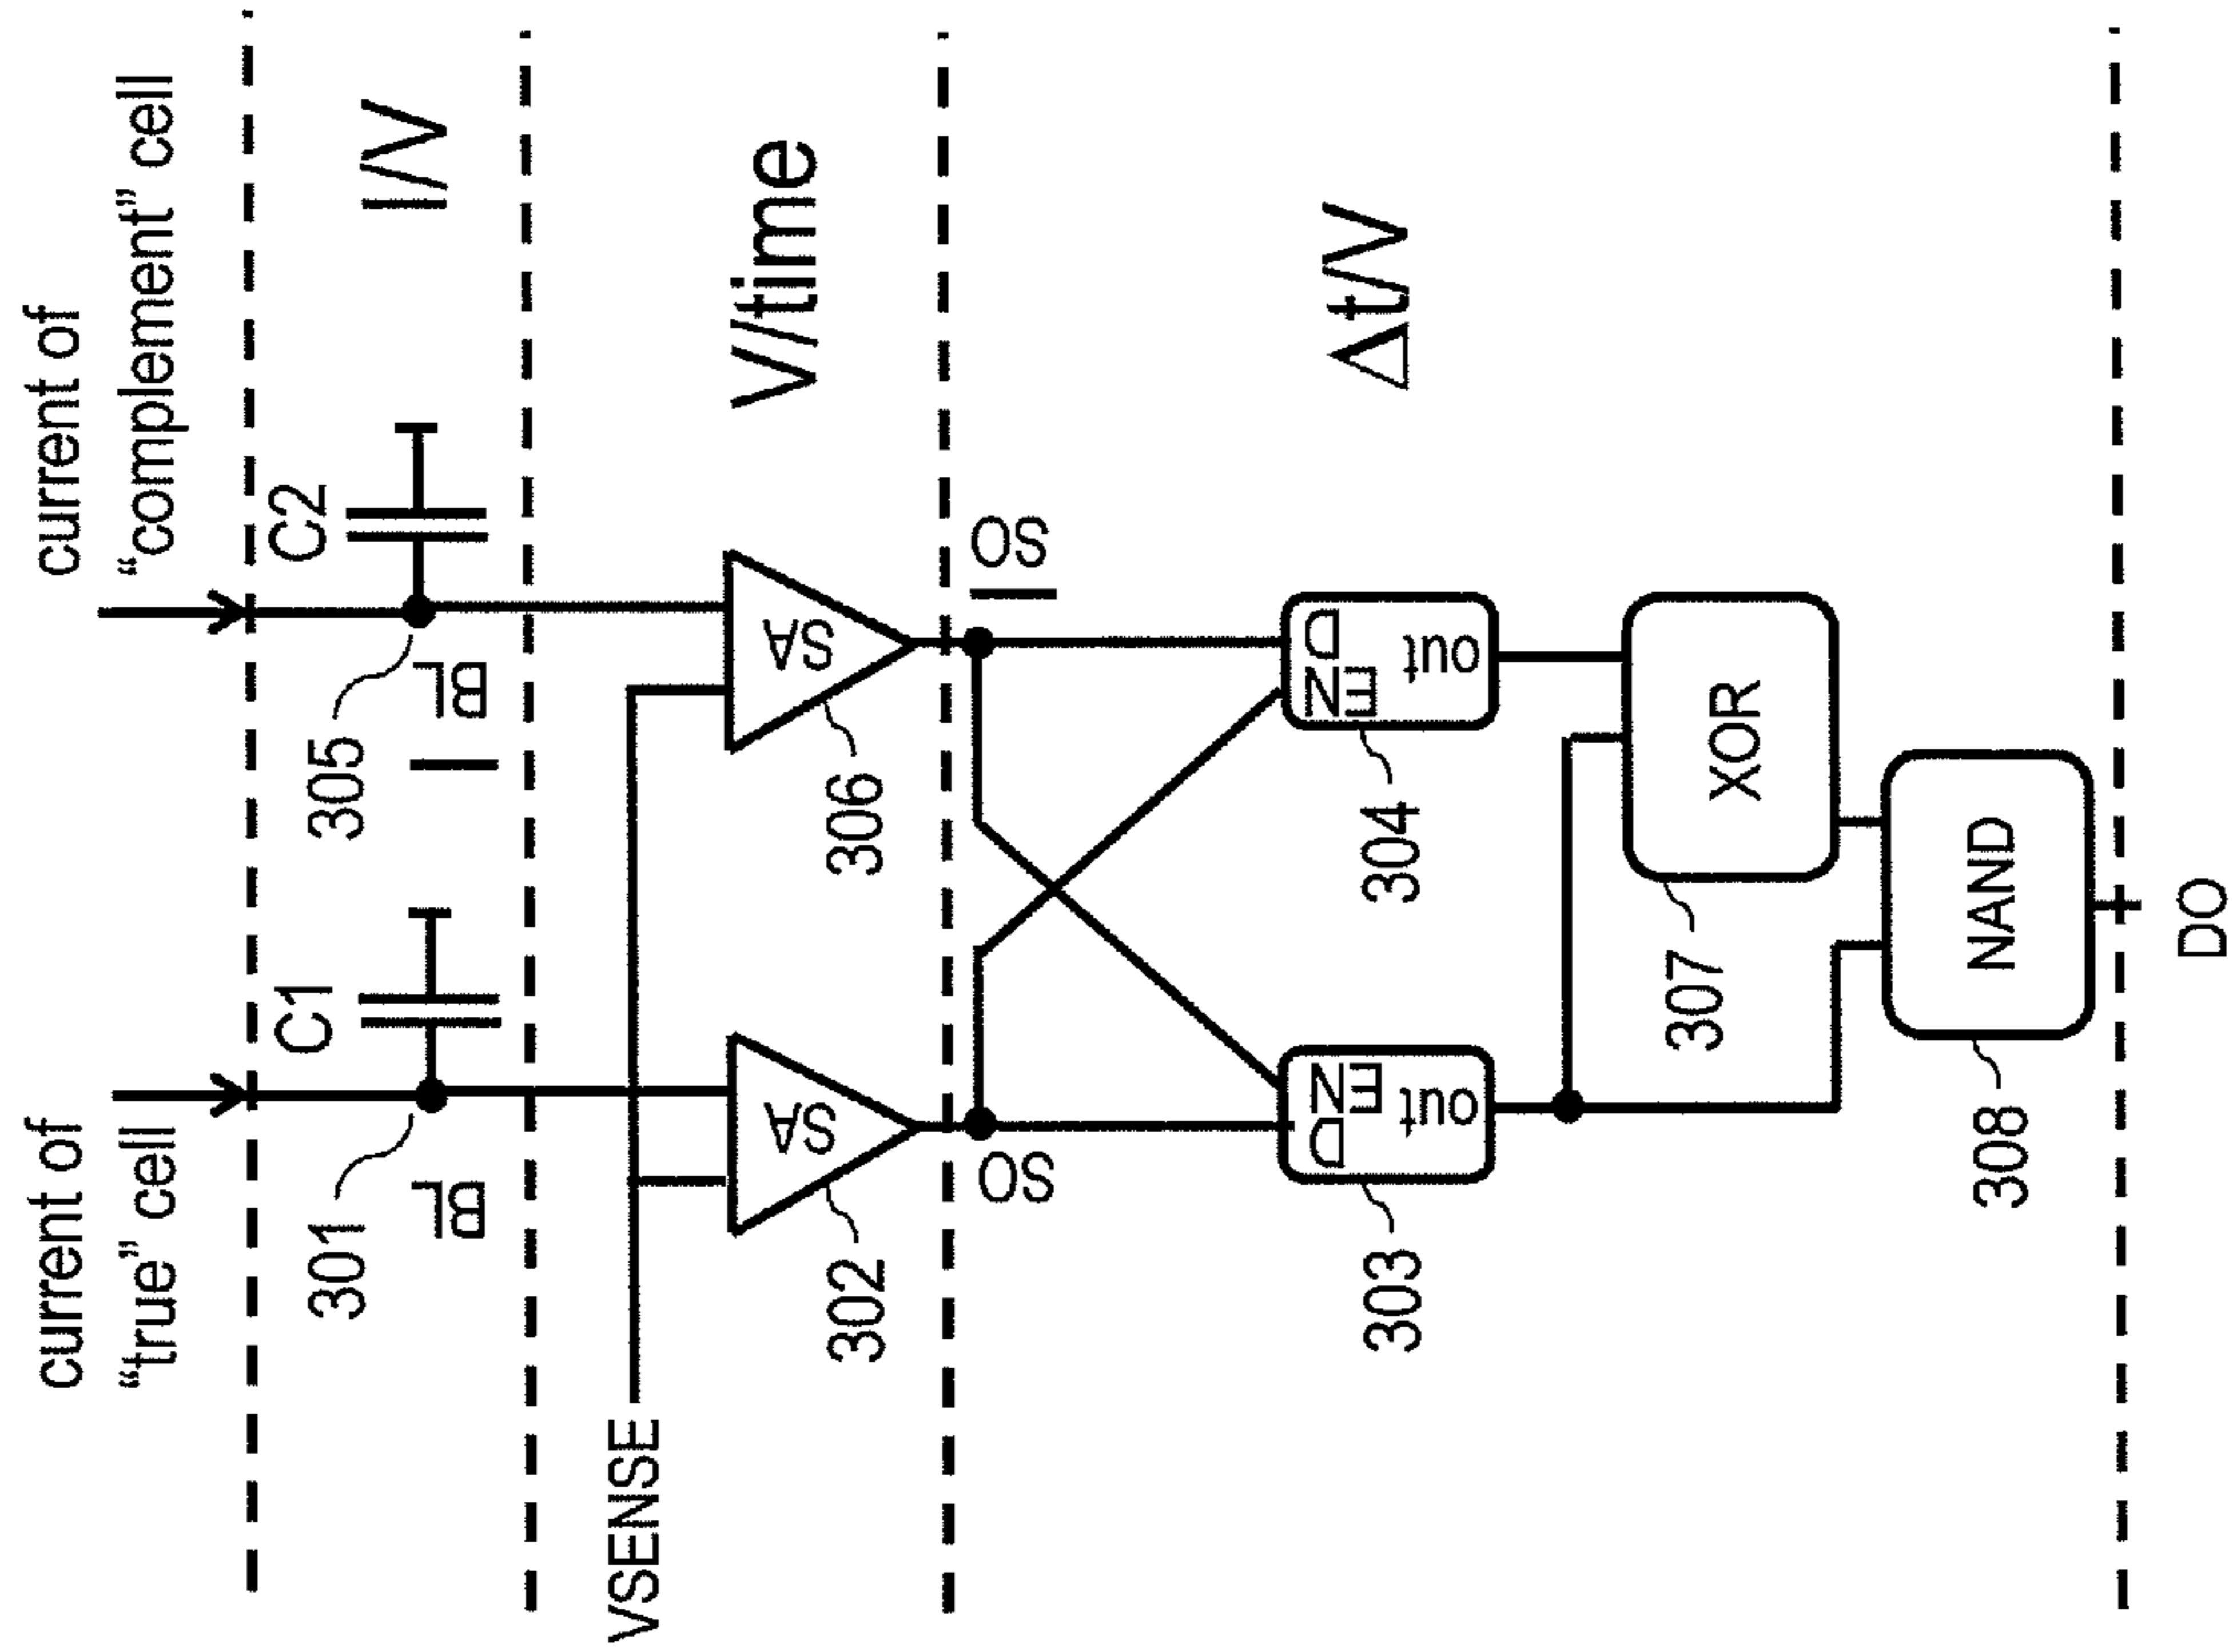 current of
"true" cell
current of
"complement" cell
C1
C2
I/V
301
BL
305
BL
VSENSE
V/time
SA
SA
302
306
SO
SO
Δt/V
D
EN
out
303
EN
D
out
304
XOR
307
NAND
308
DO